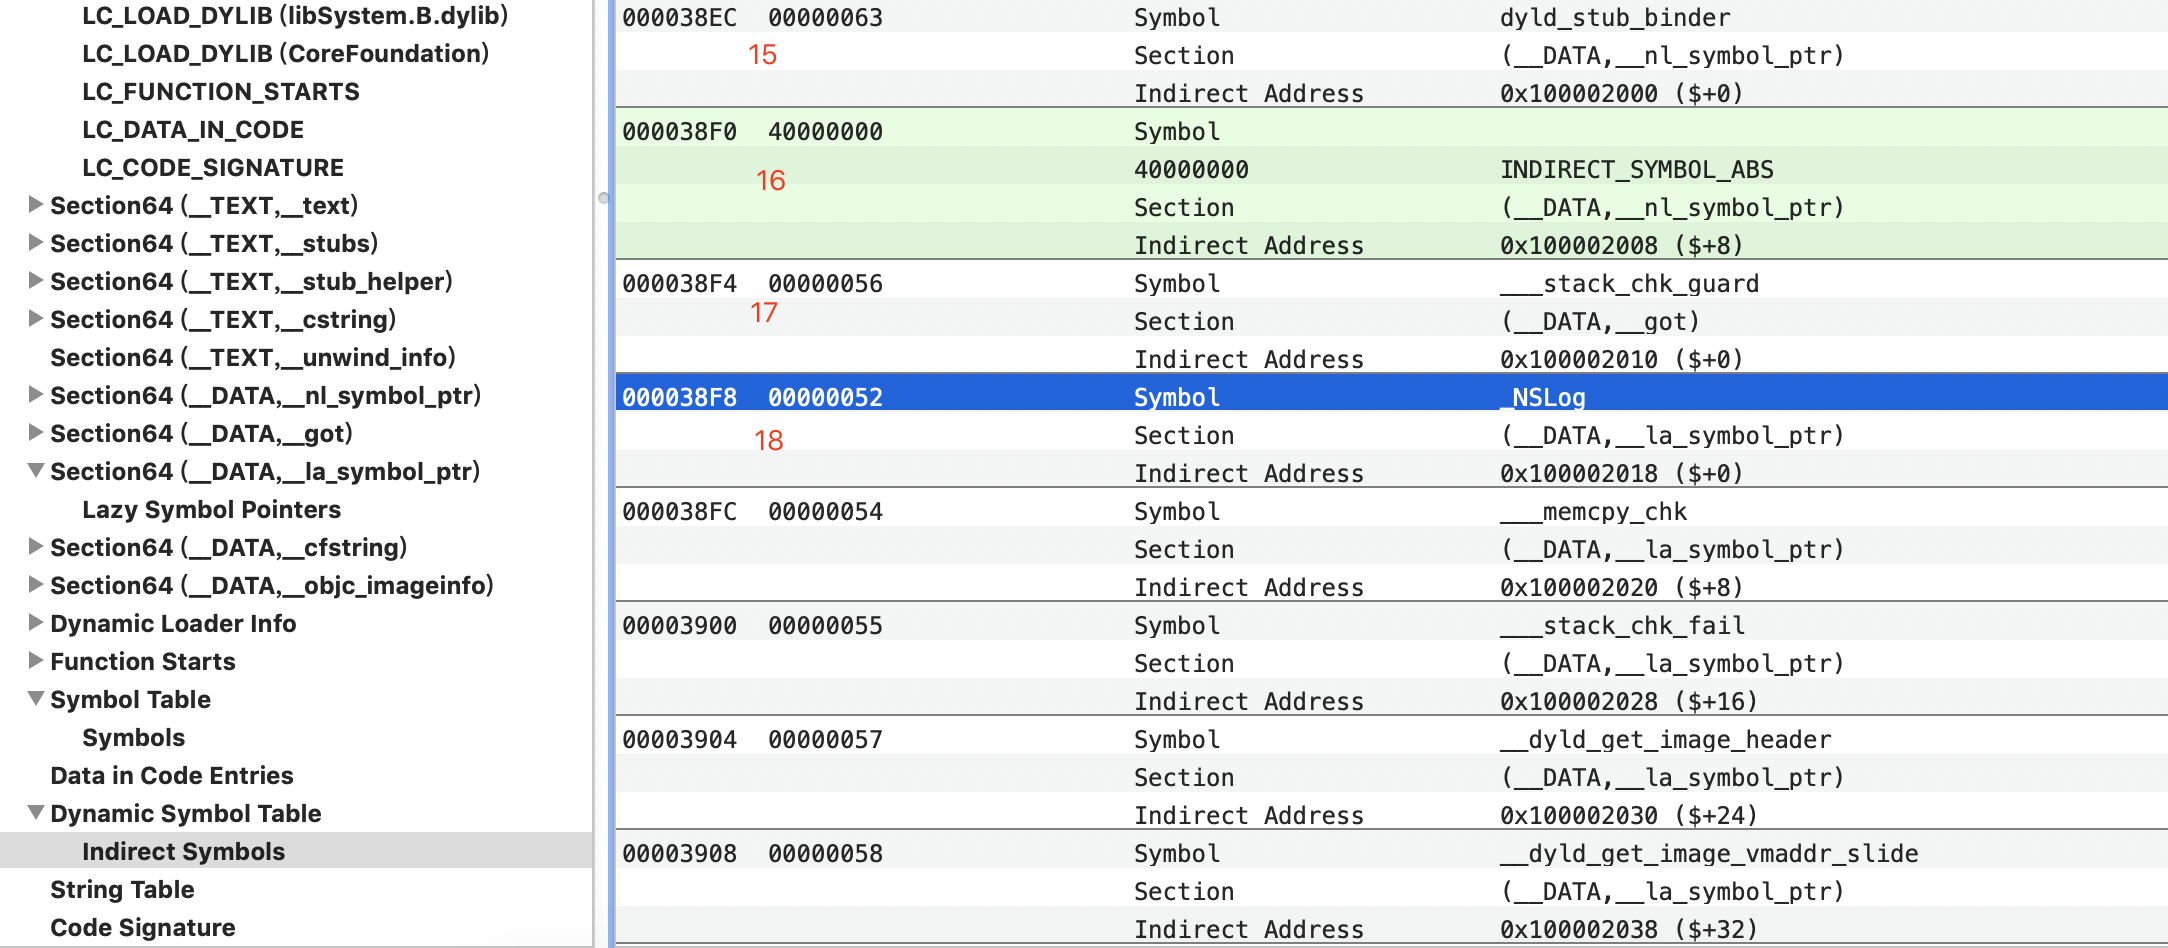 LC_LOAD_DYLIB (libSystem.B.dylib)
LC_LOAD_DYLIB (CoreFoundation)
LC_FUNCTION_STARTS
LC_DATA_IN_CODE
LC_CODE_SIGNATURE
Section64 (__TEXT,__text)
Section64 (__TEXT,__stubs)
Section64 (__TEXT,__stub_helper)
Section64 (__TEXT,__cstring)
Section64 (__TEXT,__unwind_info)
Section64 (__DATA,__nl_symbol_ptr)
Section64 (__DATA,__got)
Section64 (__DATA,__la_symbol_ptr)
Lazy Symbol Pointers
Section64 (__DATA,__cfstring)
Section64 (__DATA,__objc_imageinfo)
Dynamic Loader Info
Function Starts
Symbol Table
Symbols
Data in Code Entries
Dynamic Symbol Table
Indirect Symbols
String Table
Code Signature
000038EC 00000063 Symbol dyld_stub_binder
15 Section (__DATA,__nl_symbol_ptr)
Indirect Address 0x100002000 ($+0)
000038F0 40000000 Symbol
16 40000000 INDIRECT_SYMBOL_ABS
Section (__DATA,__nl_symbol_ptr)
Indirect Address 0x100002008 ($+8)
000038F4 00000056 Symbol ___stack_chk_guard
17 Section (__DATA,__got)
Indirect Address 0x100002010 ($+0)
000038F8 00000052 Symbol _NSLog
18 Section (__DATA,__la_symbol_ptr)
Indirect Address 0x100002018 ($+0)
000038FC 00000054 Symbol ___memcpy_chk
Section (__DATA,__la_symbol_ptr)
Indirect Address 0x100002020 ($+8)
00003900 00000055 Symbol ___stack_chk_fail
Section (__DATA,__la_symbol_ptr)
Indirect Address 0x100002028 ($+16)
00003904 00000057 Symbol __dyld_get_image_header
Section (__DATA,__la_symbol_ptr)
Indirect Address 0x100002030 ($+24)
00003908 00000058 Symbol __dyld_get_image_vmaddr_slide
Section (__DATA,__la_symbol_ptr)
Indirect Address 0x100002038 ($+32)